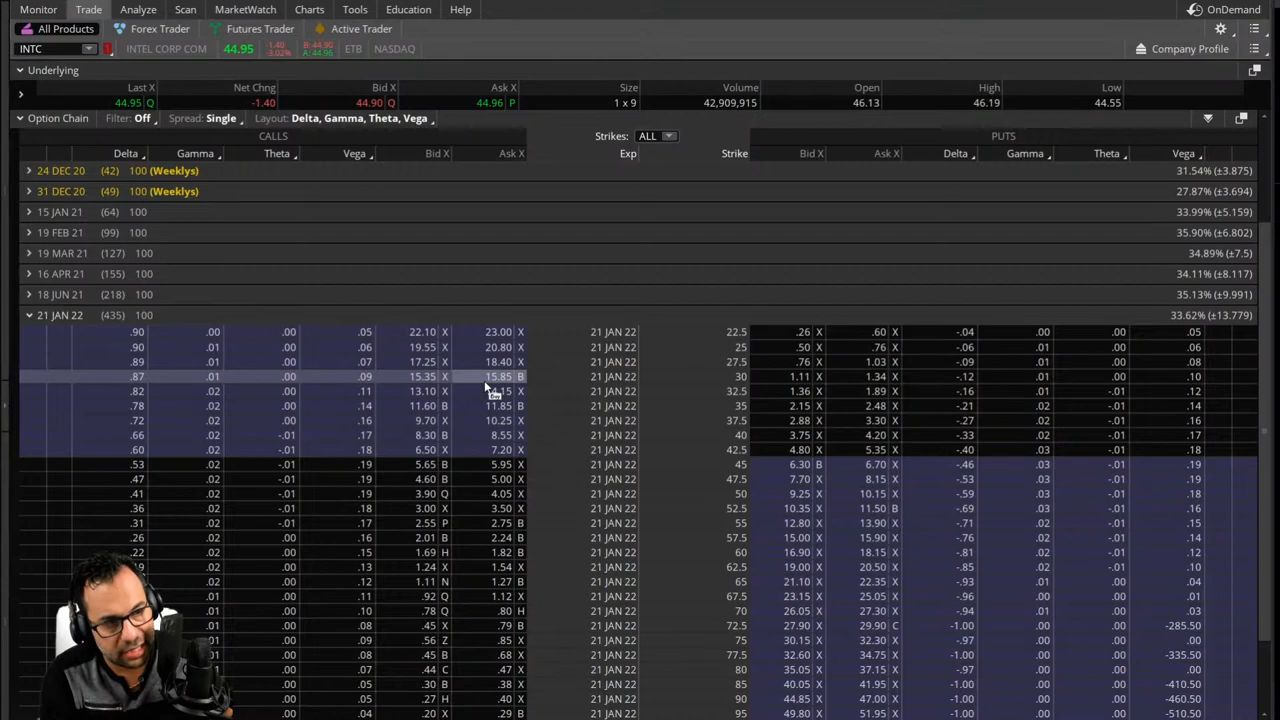 Monitor Trade Analyze Scan MarketWatch Charts Tools Education Help OnDemand
All Products Forex Trader Futures Trader Active Trader
INTC 1 INTEL CORP COM 44.95 -1.40 -3.02% B: 44.90 A: 44.96 ETB NASDAQ Company Profile
Underlying
Last X Net Chng Bid X Ask X Size Volume Open High Low
44.95 Q -1.40 44.90 Q 44.96 P 1 x 9 42,909,915 46.13 46.19 44.55
Option Chain Filter: Off Spread: Single Layout: Delta, Gamma, Theta, Vega
CALLS Strikes: ALL PUTS
Delta Gamma Theta Vega Bid X Ask X Exp Strike Bid X Ask X Delta Gamma Theta Vega
24 DEC 20 (42) 100 (Weeklys) 31.54% (±3.875)
31 DEC 20 (49) 100 (Weeklys) 27.87% (±3.694)
15 JAN 21 (64) 100 33.99% (±5.159)
19 FEB 21 (99) 100 35.90% (±6.802)
19 MAR 21 (127) 100 34.89% (±7.5)
16 APR 21 (155) 100 34.11% (±8.117)
18 JUN 21 (218) 100 35.13% (±9.991)
21 JAN 22 (435) 100 33.62% (±13.779)
.90 .00 .00 .05 22.10 X 23.00 X 21 JAN 22 22.5 .26 X .60 X -.04 .00 .00 .05
.90 .01 .00 .06 19.55 X 20.80 X 21 JAN 22 25 .50 X .76 X -.06 .01 .00 .06
.89 .01 .00 .07 17.25 X 18.40 X 21 JAN 22 27.5 .76 X 1.03 X -.09 .01 .00 .08
.87 .01 .00 .09 15.35 X 15.85 B 21 JAN 22 30 1.11 X 1.34 X -.12 .01 .00 .10
.82 .02 .00 .11 13.10 X X 21 JAN 22 32.5 1.36 X 1.89 X -.16 .01 .00 .12
.78 .02 .00 .14 11.60 B 11.85 B 21 JAN 22 35 2.15 X 2.48 X -.21 .02 .00 .14
.72 .02 .00 .16 9.70 X 10.25 X 21 JAN 22 37.5 2.88 X 3.30 X -.27 .02 .00 .16
.66 .02 -.01 .17 8.30 B 8.55 X 21 JAN 22 40 3.75 X 4.20 X -.33 .02 -.01 .17
.60 .02 -.01 .18 6.50 X 7.20 X 21 JAN 22 42.5 4.80 X 5.35 X -.40 .03 -.01 .18
.53 .02 -.01 .19 5.65 B 5.95 X 21 JAN 22 45 6.30 B 6.70 X -.46 .03 -.01 .19
.47 .02 -.01 .19 4.60 B 5.00 X 21 JAN 22 47.5 7.70 X 8.15 X -.53 .03 -.01 .19
.41 .02 -.01 .19 3.90 Q 4.05 X 21 JAN 22 50 9.25 X 10.15 X -.59 .03 -.01 .18
.36 .02 -.01 .18 3.00 X 3.50 X 21 JAN 22 52.5 10.35 X 11.50 B -.69 .03 -.01 .16
.31 .02 -.01 .17 2.55 P 2.75 B 21 JAN 22 55 12.80 X 13.90 X -.71 .02 -.01 .15
.26 .02 -.01 .16 2.01 B 2.24 B 21 JAN 22 57.5 15.00 X 15.90 X -.76 .02 -.01 .14
.22 .02 -.01 .15 1.69 H 1.82 B 21 JAN 22 60 16.90 X 18.15 X -.81 .02 -.01 .12
.02 .00 .13 1.24 X 1.54 X 21 JAN 22 62.5 19.00 X 20.50 X -.85 .02 .00 .10
.02 .00 .12 1.11 N 1.27 B 21 JAN 22 65 21.10 X 22.35 X -.93 .01 .00 .04
.01 .00 .11 .92 Q 1.12 X 21 JAN 22 67.5 23.15 X 25.05 X -.96 .01 .00 .01
.01 .00 .10 .78 Q .80 H 21 JAN 22 70 26.05 X 27.30 X -.94 .01 .00 .03
.01 .00 .08 .45 X .79 B 21 JAN 22 72.5 27.90 X 29.90 C -1.00 .00 .00 -285.50
.01 .00 .09 .56 Z .85 X 21 JAN 22 75 30.15 X 32.30 X -.97 .00 .00 .00
.01 .00 .08 .45 B .68 X 21 JAN 22 77.5 32.60 X 34.75 X -1.00 .00 .00 -335.50
.01 .00 .07 .44 C .47 X 21 JAN 22 80 35.05 X 37.15 X -.97 .00 .00 .00
.01 .00 .05 .30 B .38 X 21 JAN 22 85 40.05 X 41.95 X -1.00 .00 .00 -410.50
.00 .00 .05 .27 H .40 X 21 JAN 22 90 44.85 X 47.00 X -1.00 .00 .00 -460.50
.00 .00 .04 .20 X .29 B 21 JAN 22 95 49.80 X 51.95 X -1.00 .00 .00 -510.50